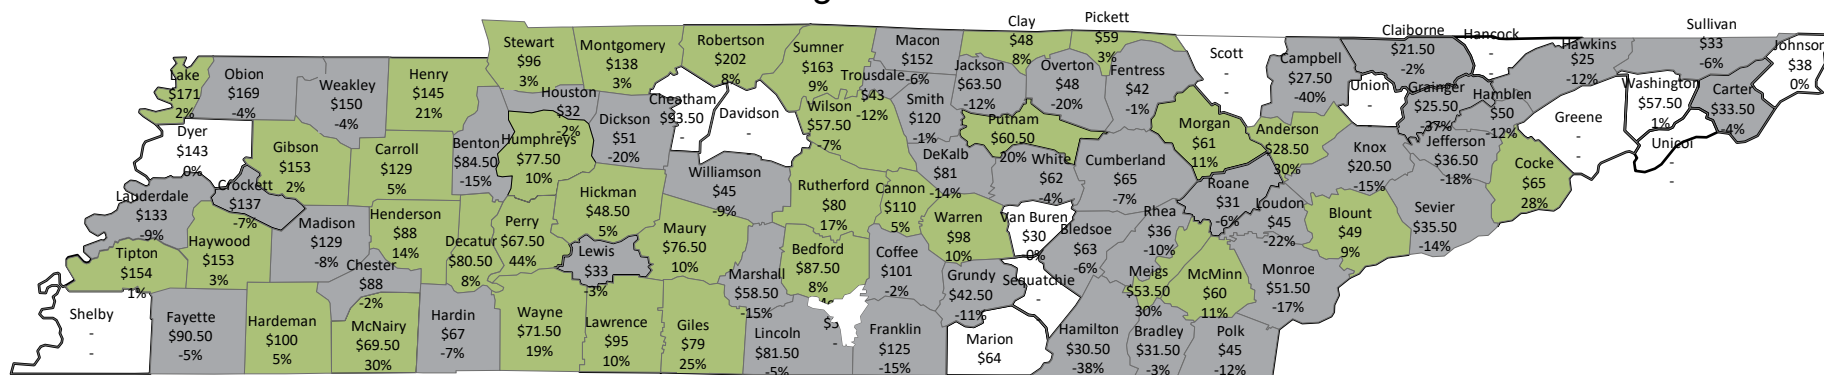 Stewart
$96
3%
Montgomery
$138
3%
Robertson
$202
8%
Sumner
$163
9%
Macon
$152
-6%
Clay
$48
8%
Pickett
$59
3%
Scott
-
-
Campbell
$27.50
-40%
Claiborne
$21.50
-2%
Hancock
-
-
Hawkins
$25
-12%
Sullivan
$33
-6%
Johnson
$38
0%
Lake
$171
2%
Obion
$169
-4%
Weakley
$150
-4%
Henry
$145
21%
Houston
$32
-2%
Dickson
$51
-20%
Cheatham
$53.50
-
Davidson
-
Trousdale
$43
-12%
Wilson
$57.50
-7%
Smith
$120
-1%
Jackson
$63.50
-12%
Overton
$48
-20%
Fentress
$42
-1%
Union
-
Grainger
$25.50
-37%
Hamblen
$50
-12%
Greene
-
-
Washington
$57.50
1%
Carter
$33.50
-4%
Unicoi
-
-
Dyer
$143
0%
Gibson
$153
2%
Carroll
$129
5%
Benton
$84.50
-15%
Humphreys
$77.50
10%
Williamson
$45
-9%
Putnam
$60.50
20%
DeKalb
$81
-14%
White
$62
-4%
Cumberland
$65
-7%
Morgan
$61
11%
Anderson
$28.50
30%
Knox
$20.50
-15%
Jefferson
$36.50
-18%
Cocke
$65
28%
Lauderdale
$133
-9%
Crockett
$137
-7%
Haywood
$153
3%
Madison
$129
-8%
Henderson
$88
14%
Decatur
$80.50
8%
Perry
$67.50
44%
Hickman
$48.50
5%
Maury
$76.50
10%
Rutherford
$80
17%
Cannon
$110
5%
Warren
$98
10%
Van Buren
$30
0%
Bledsoe
$63
-6%
Rhea
$36
-10%
Roane
$31
-6%
Loudon
$45
-22%
Blount
$49
9%
Sevier
$35.50
-14%
Tipton
$154
1%
Chester
$88
-2%
Lewis
$33
-3%
Marshall
$58.50
-15%
Bedford
$87.50
8%
Coffee
$101
-2%
Grundy
$42.50
-11%
Sequatchie
-
-
Meigs
$53.50
30%
McMinn
$60
11%
Monroe
$51.50
-17%
Shelby
-
-
Fayette
$90.50
-5%
Hardeman
$100
5%
McNairy
$69.50
30%
Hardin
$67
-7%
Wayne
$71.50
19%
Lawrence
$95
10%
Giles
$79
25%
Lincoln
$81.50
-5%
Franklin
$125
-15%
Marion
$64
Hamilton
$30.50
-38%
Bradley
$31.50
-3%
Polk
$45
-12%